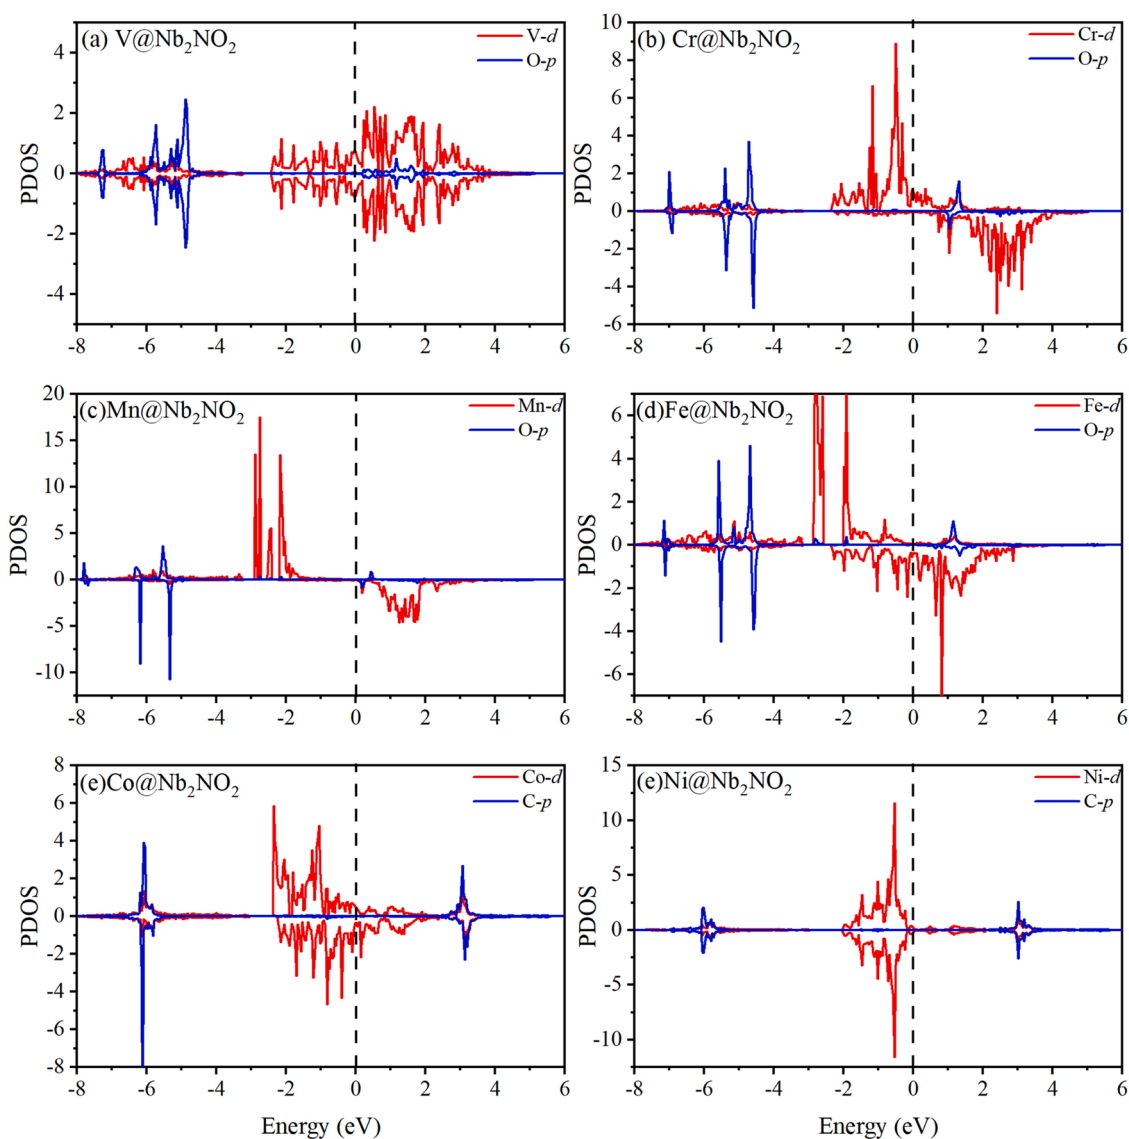 (a) V@Nb₂NO₂
V-d
O-p
PDOS
4
2
0
-2
-4
-8 -6 -4 -2 0 2 4 6
(b) Cr@Nb₂NO₂
Cr-d
O-p
PDOS
10
8
6
4
2
0
-2
-4
-6
-8 -6 -4 -2 0 2 4 6
(c)Mn@Nb₂NO₂
Mn-d
O-p
PDOS
20
15
10
5
0
-5
-10
-8 -6 -4 -2 0 2 4 6
(d)Fe@Nb₂NO₂
Fe-d
O-p
PDOS
6
4
2
0
-2
-4
-6
-8 -6 -4 -2 0 2 4 6
(e)Co@Nb₂NO₂
Co-d
C-p
PDOS
8
6
4
2
0
-2
-4
-6
-8
-8 -6 -4 -2 0 2 4 6
Energy (eV)
(e)Ni@Nb₂NO₂
Ni-d
C-p
PDOS
15
10
5
0
-5
-10
-8 -6 -4 -2 0 2 4 6
Energy (eV)